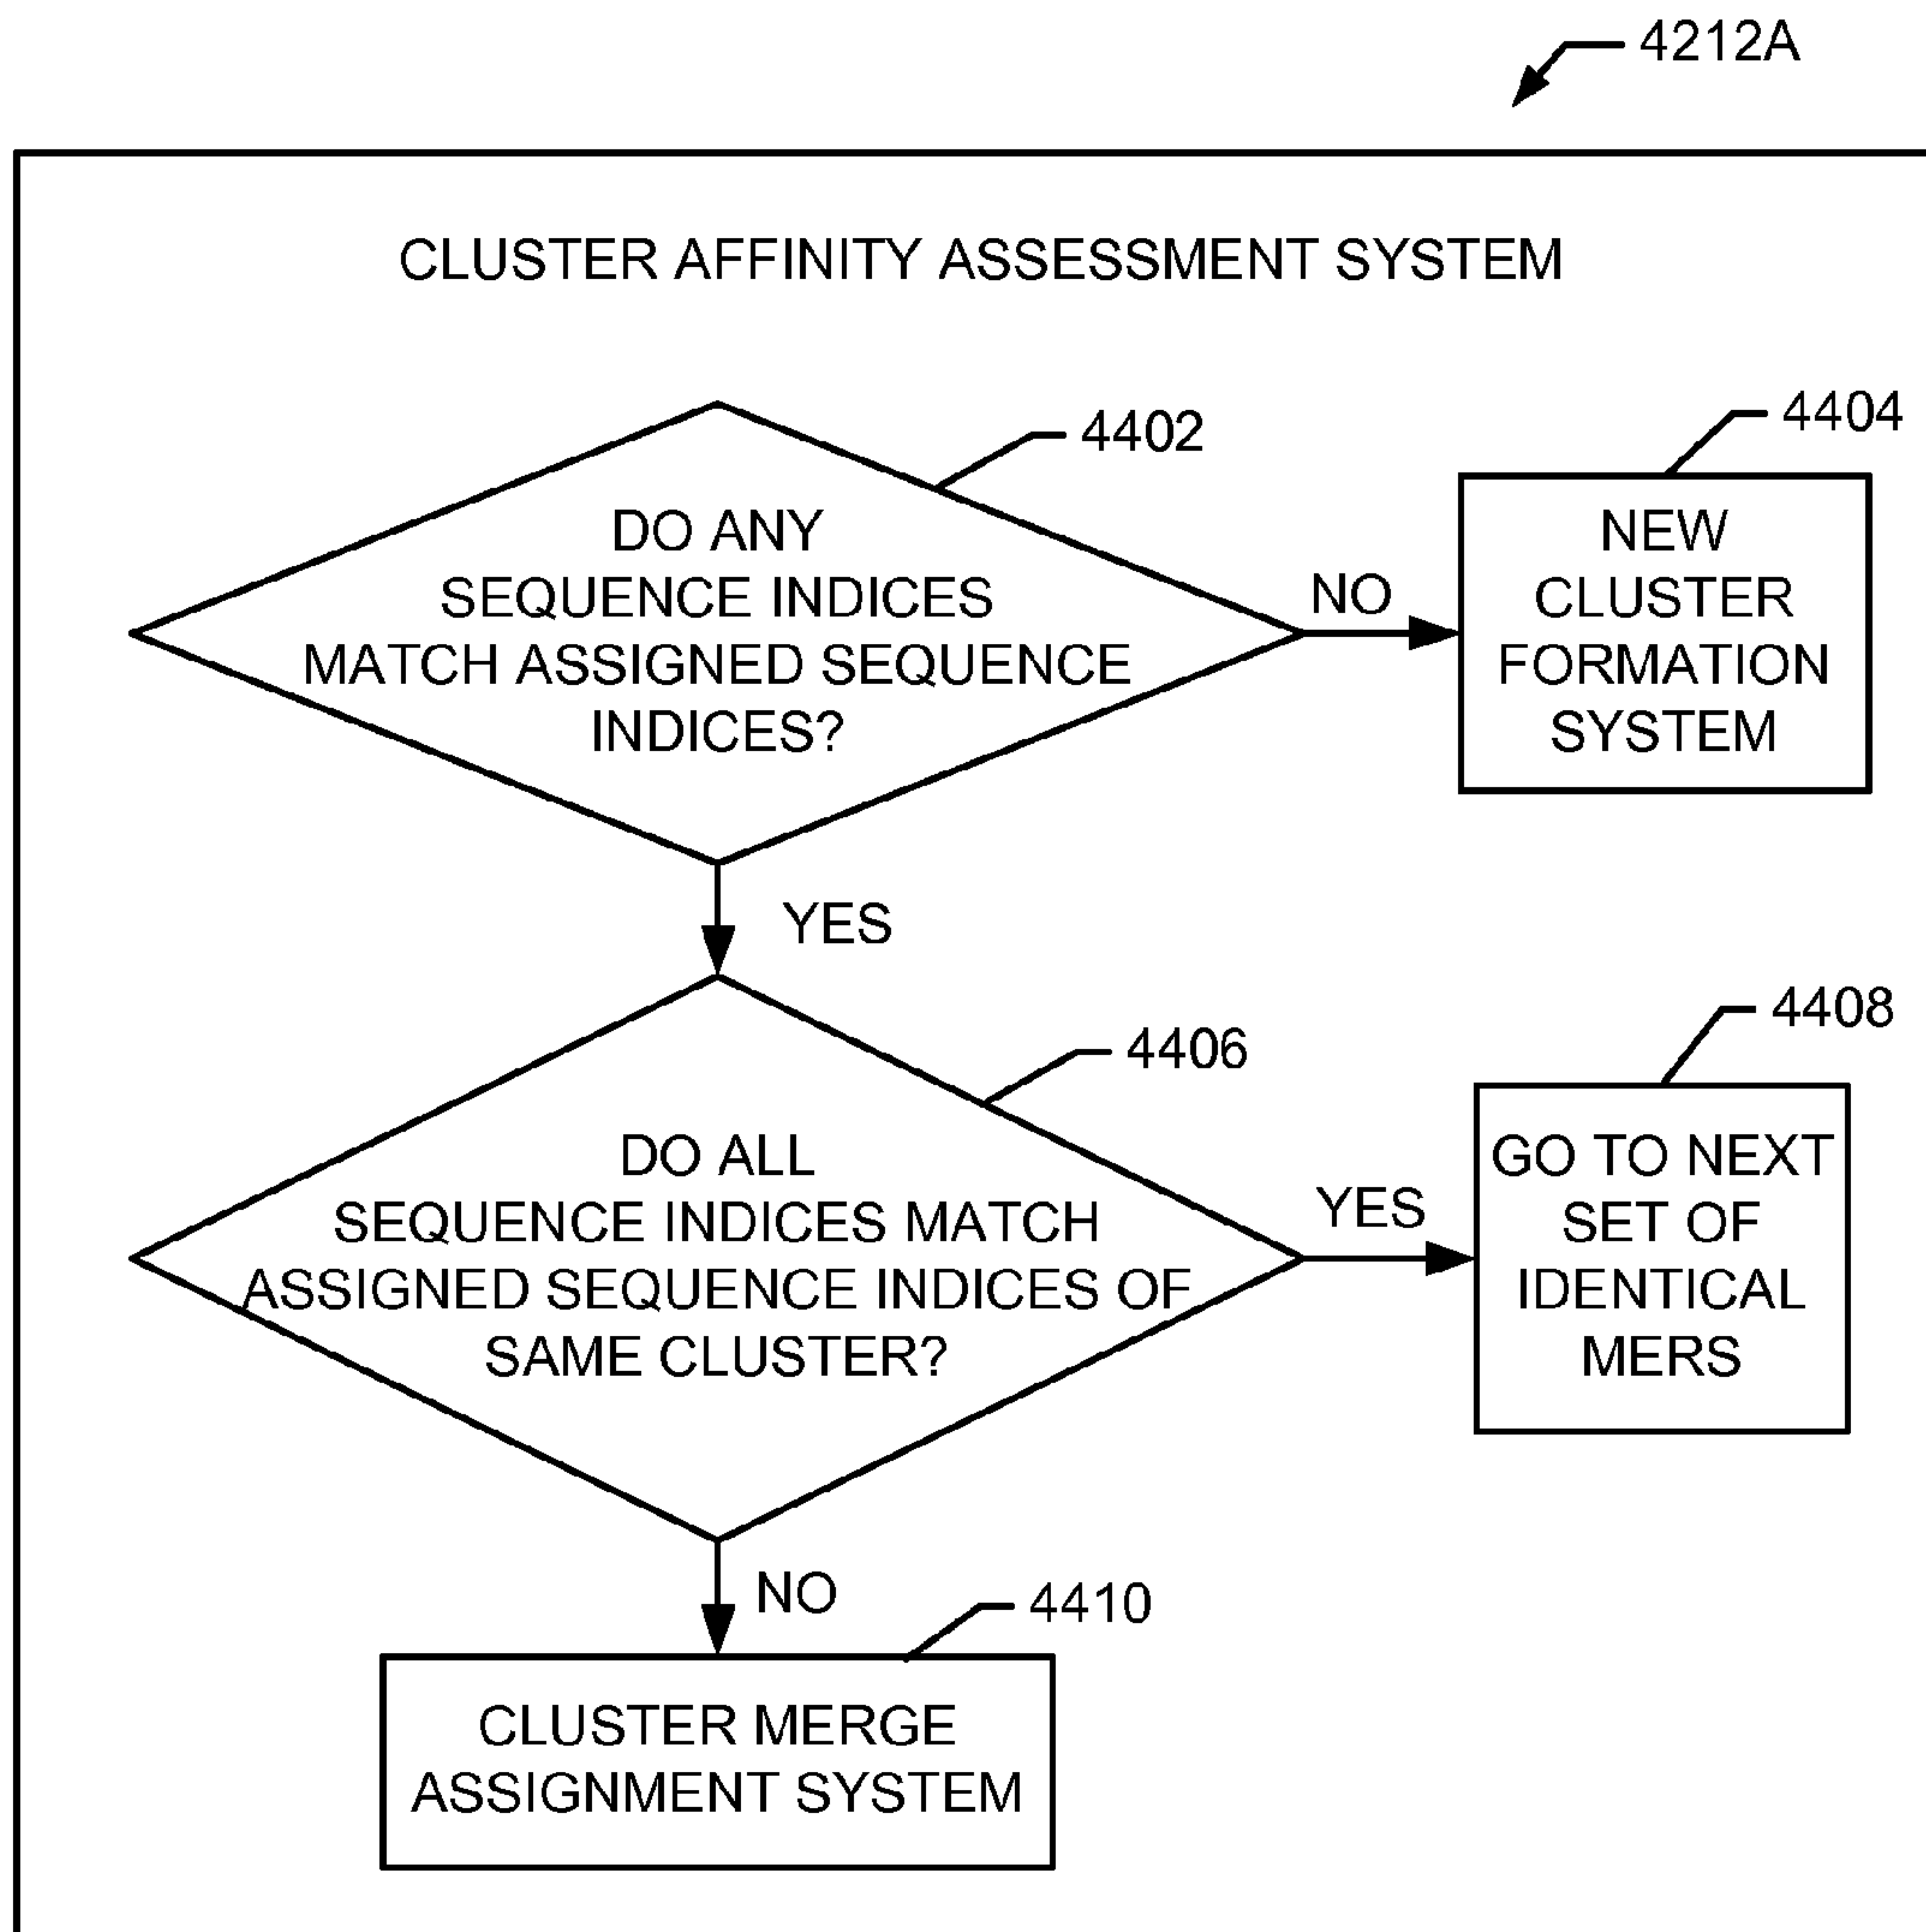 4212A
CLUSTER AFFINITY ASSESSMENT SYSTEM
4402
DO ANY
SEQUENCE INDICES
MATCH ASSIGNED SEQUENCE
INDICES?
NO
4404
NEW
CLUSTER
FORMATION
SYSTEM
YES
4406
DO ALL
SEQUENCE INDICES MATCH
ASSIGNED SEQUENCE INDICES OF
SAME CLUSTER?
YES
4408
GO TO NEXT
SET OF
IDENTICAL
MERS
NO
4410
CLUSTER MERGE
ASSIGNMENT SYSTEM